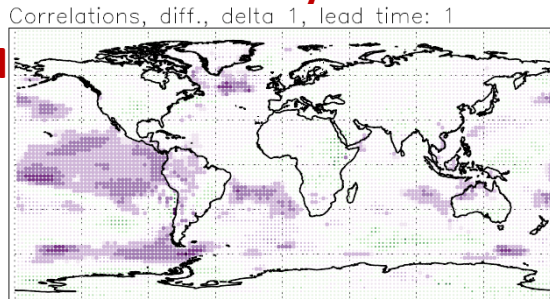 Correlations, diff., delta 1, lead time: 1